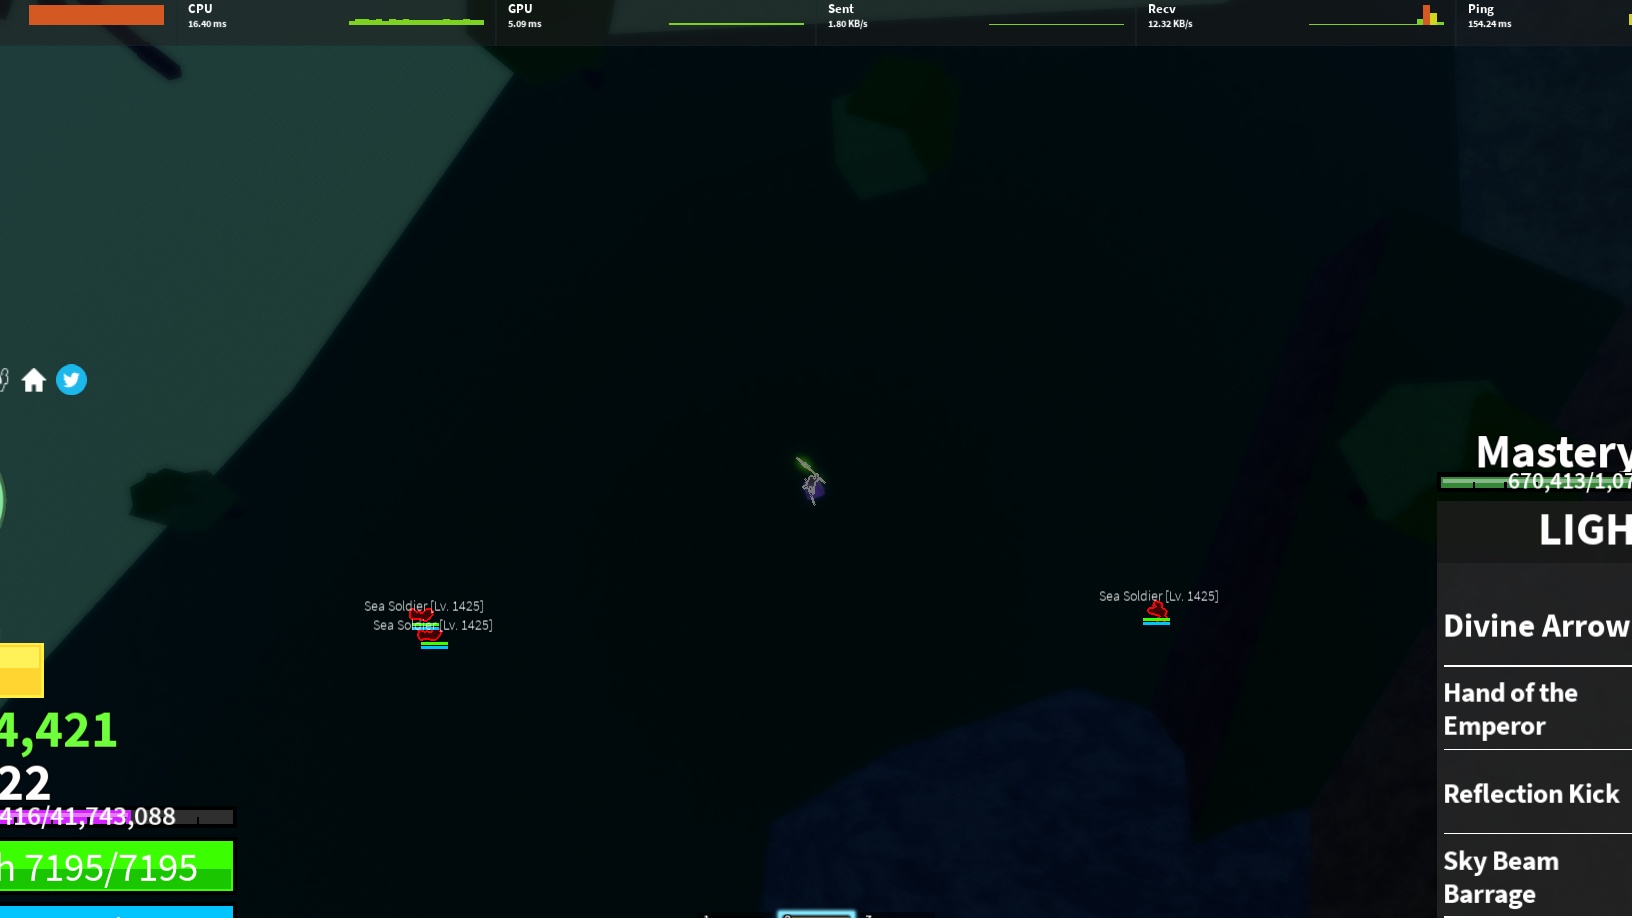 CPU
16.40 ms
GPU
5.09 ms
Sent
1.80 KB/s
Recv
12.32 KB/s
Ping
154.24 ms
Mastery
670,413/1,07
LIGH
Sea Soldier [Lv. 1425]
Sea Soldier [Lv. 1425]
Sea Soldier [Lv. 1425]
Divine Arrow
Hand of the
Emperor
Reflection Kick
Sky Beam
Barrage
4,421
22
416/41,743,088
h 7195/7195